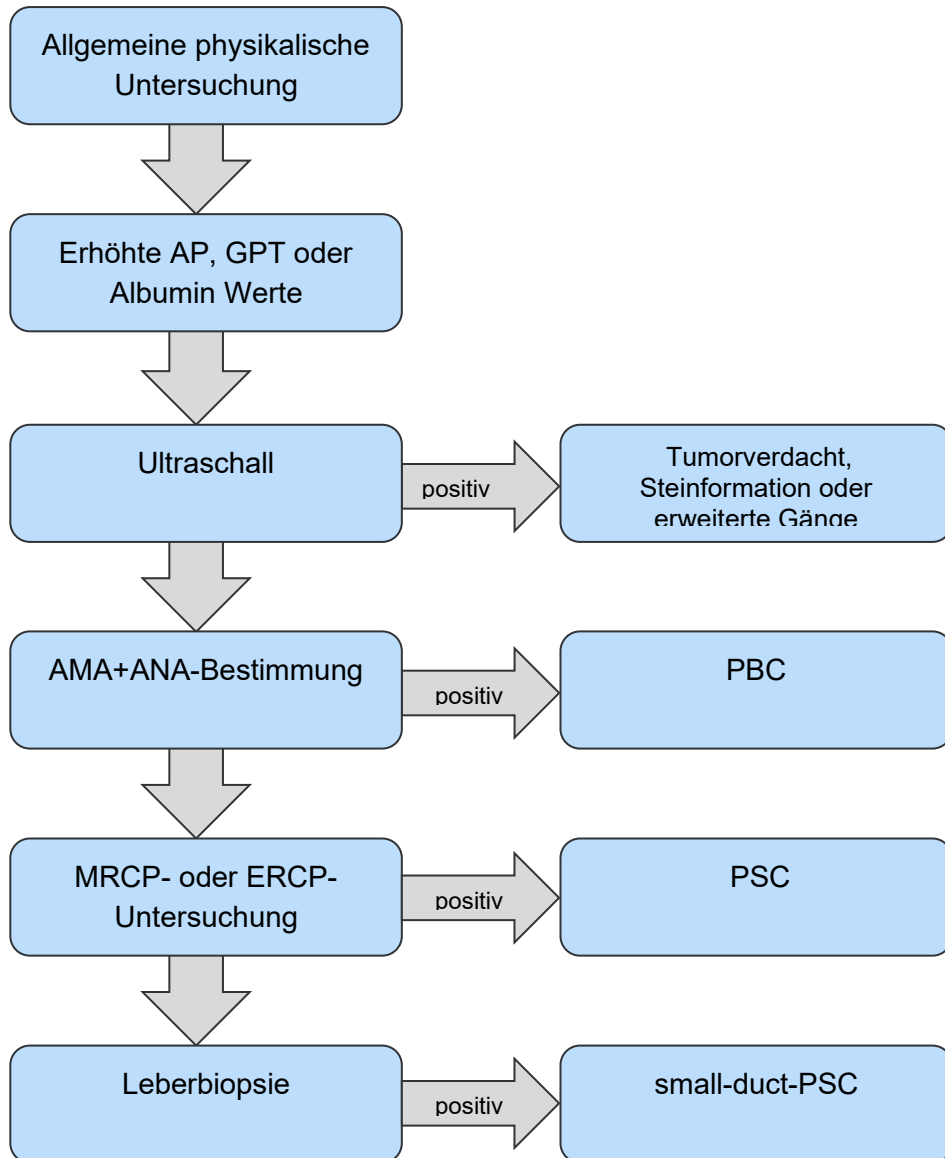 Allgemeine physikalische
Untersuchung
Erhöhte AP, GPT oder
Albumin Werte
Ultraschall
positiv
Tumorverdacht,
Steinformation oder
erweiterte Gänge
AMA+ANA-Bestimmung
positiv
PBC
MRCP- oder ERCP-
Untersuchung
positiv
PSC
Leberbiopsie
positiv
small-duct-PSC